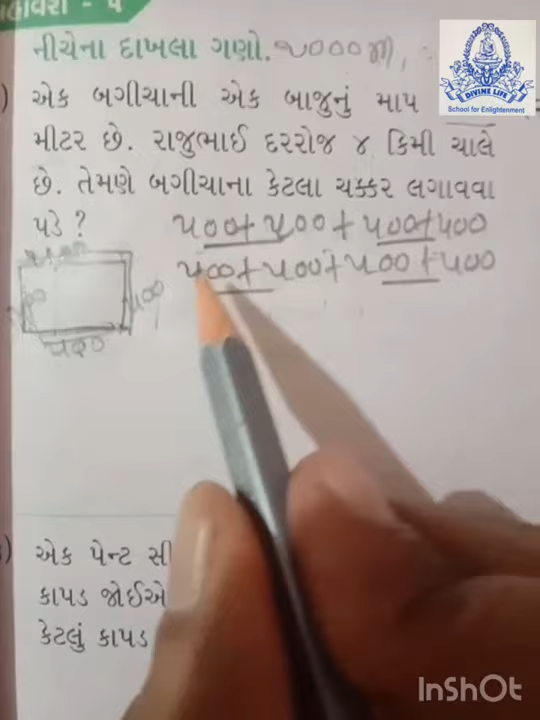 મહાવરો - ૫
નીચેના દાખલા ગણો. ૨૦૦૦મી,
એક બગીચાની એક બાજુનું માપ
મીટર છે. રાજુભાઈ દરરોજ ૪ કિમી ચાલે
છે. તેમણે બગીચાના કેટલા ચક્કર લગાવવા
પડે ? ૫૦૦+૫૦૦+૫૦૦+૫૦૦
૫૦૦+૫૦૦+૫૦૦+૫૦૦
૫૦૦
એક પેન્ટ સી
કાપડ જોઈએ
કેટલું કાપડ
DIVINE LIFE
School for Enlightenment
InShOt